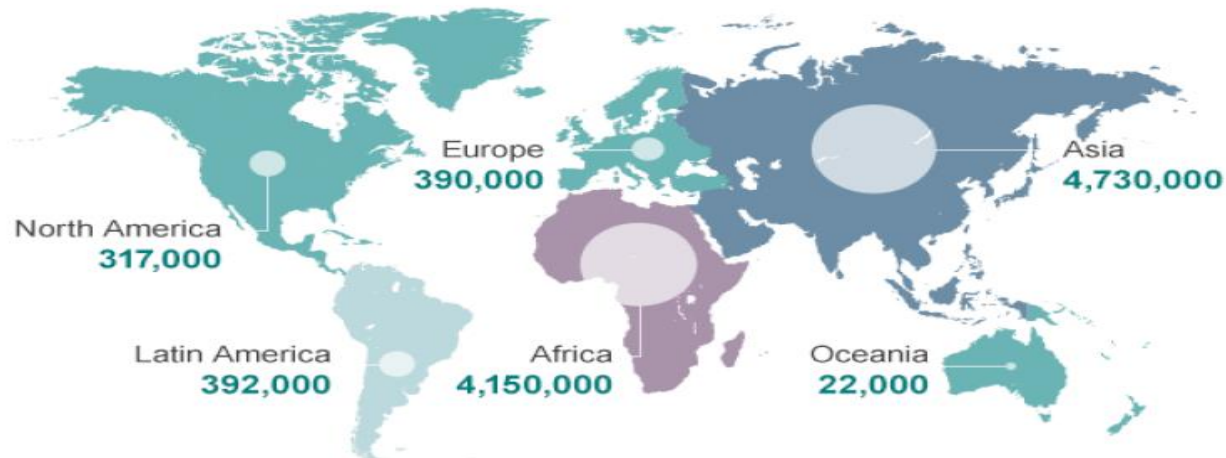 Europe
390,000
Asia
4,730,000
North America
317,000
Latin America
392,000
Africa
4,150,000
Oceania
22,000